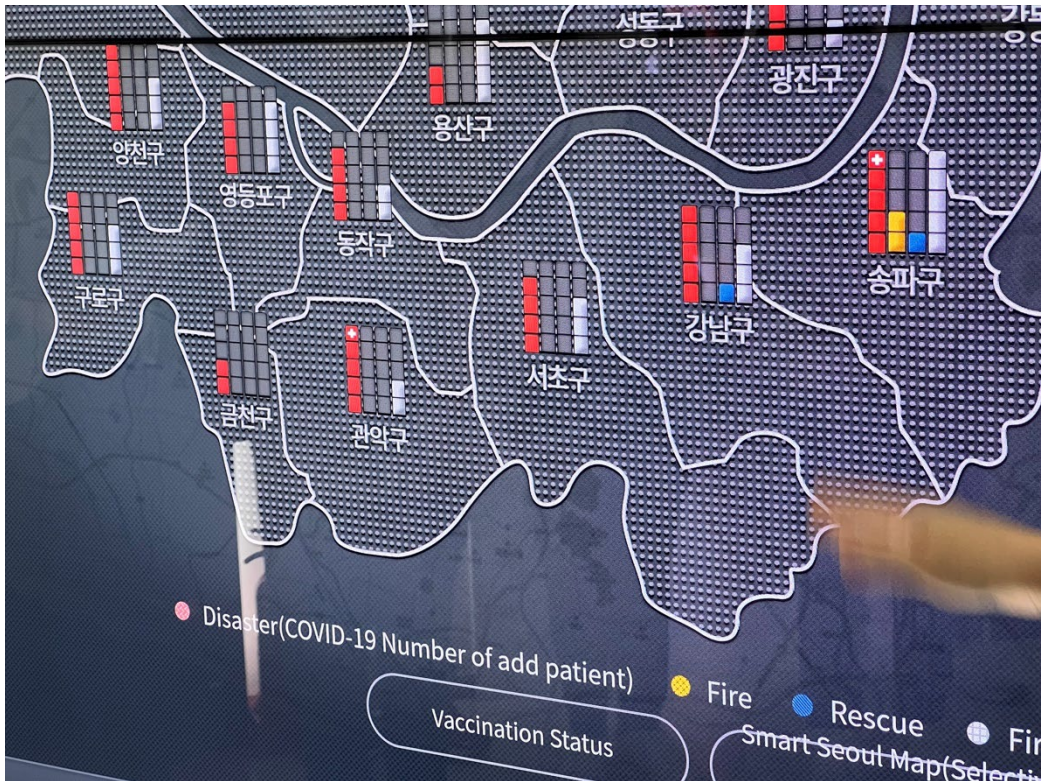 성동구
광진구
용산구
양천구
영등포구
동작구
송파구
구로구
강남구
서초구
금천구
관악구
Disaster(COVID-19 Number of add patient)
Fire
Rescue
Vaccination Status
Smart Seoul Map(Selecti